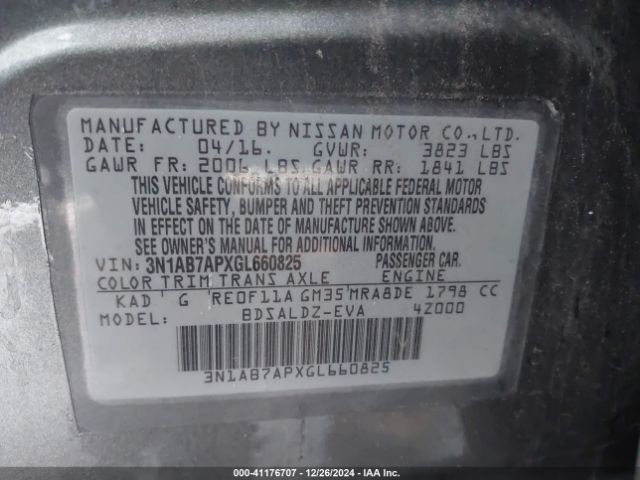 MANUFACTURED BY NISSAN MOTOR CO., LTD.
DATE: 04/16. GVWR: 3823 LBS
GAWR FR: 2006 LBS GAWR RR: 1841 LBS
THIS VEHICLE CONFORMS TO ALL APPLICABLE FEDERAL MOTOR
VEHICLE SAFETY, BUMPER AND THEFT PREVENTION STANDARDS
IN EFFECT ON THE DATE OF MANUFACTURE SHOWN ABOVE.
SEE OWNER'S MANUAL FOR ADDITIONAL INFORMATION.
VIN: 3N1AB7APXGL660825 PASSENGER CAR.
COLOR TRIM TRANS AXLE ENGINE
KAD G RE0F11A GM35 MRA8DE 1798 CC
MODEL: BDSALDZ-EVA 4Z000
3N1AB7APXGL660825
000-41176707 - 12/26/2024 - IAA Inc.